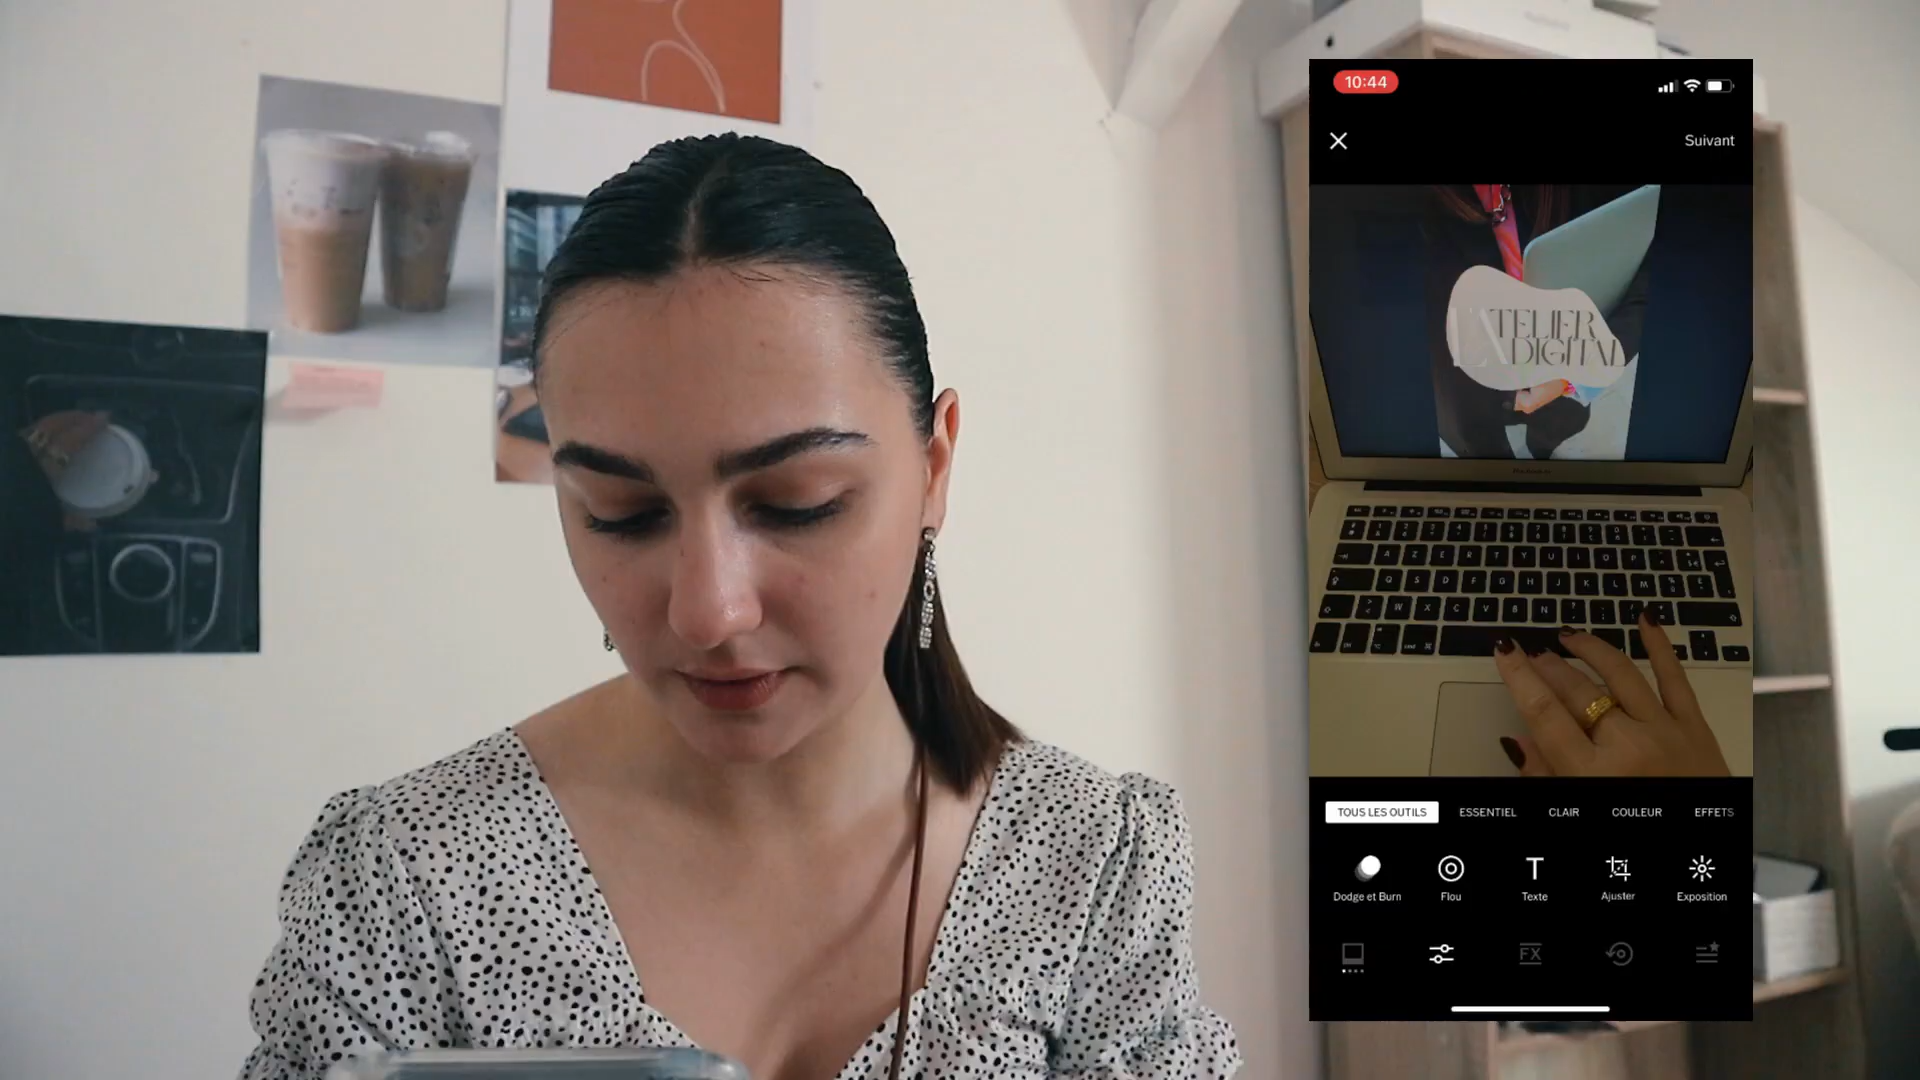 10:44
Suivant
L'ATELIER
DIGITAL
TOUS LES OUTILS ESSENTIEL CLAIR COULEUR EFFETS
Dodge et Burn Flou Texte Ajuster Exposition
FX